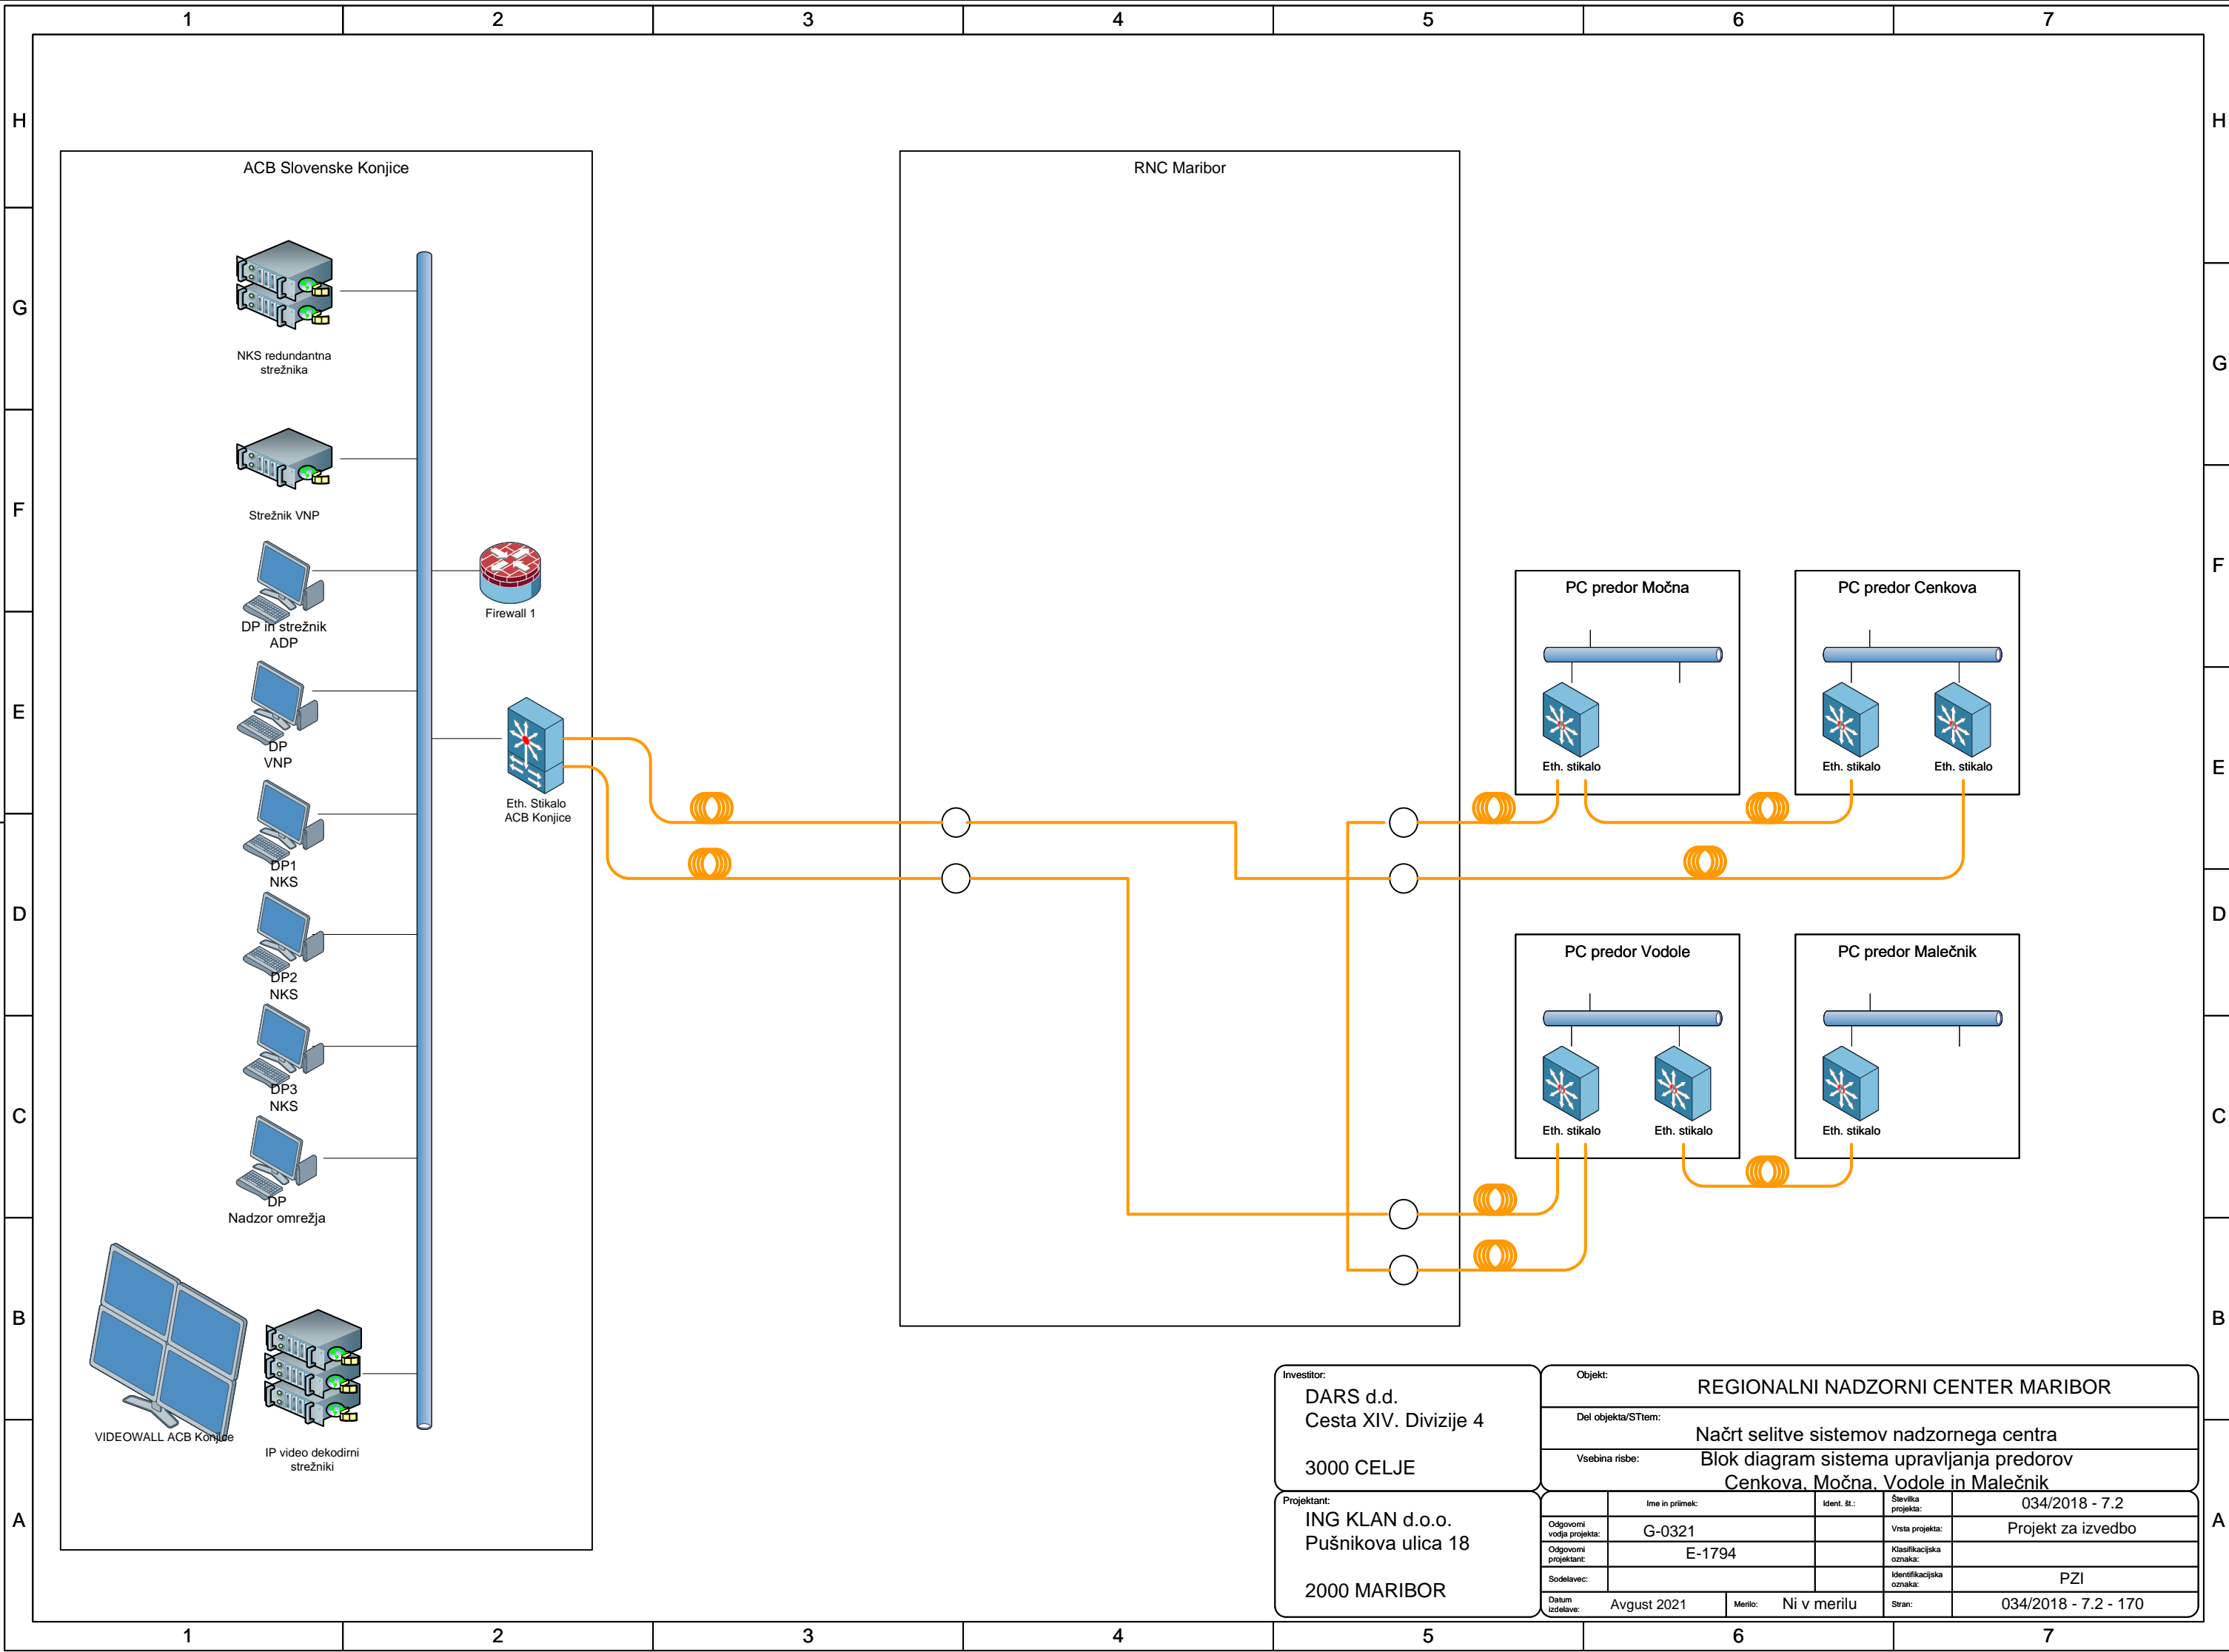 1 2 3 4 5 6 7
H H
ACB Slovenske Konjice
RNC Maribor
G G
NKS redundantna
strežnika
Strežnik VNP
F F
DP in strežnik
ADP
Firewall 1
PC predor Močna
PC predor Cenkova
E E
DP
VNP
Eth. Stikalo
ACB Konjice
Eth. stikalo
Eth. stikalo
Eth. stikalo
DP1
NKS
D D
DP2
NKS
PC predor Vodole
PC predor Malečnik
DP3
NKS
C C
Eth. stikalo
Eth. stikalo
Eth. stikalo
DP
Nadzor omrežja
B B
VIDEOWALL ACB Konjice
IP video dekodirni
strežniki
A A
Investitor:
DARS d.d.
Cesta XIV. Divizije 4
3000 CELJE
Projektant:
ING KLAN d.o.o.
Pušnikova ulica 18
2000 MARIBOR
Objekt:
REGIONALNI NADZORNI CENTER MARIBOR
Del objekta/STtem:
Načrt selitve sistemov nadzornega centra
Vsebina risbe:
Blok diagram sistema upravljanja predorov
Cenkova, Močna, Vodole in Malečnik
Ime in priimek: Ident. št.: Številka projekta: 034/2018 - 7.2
Odgovorni vodja projekta: G-0321 Vrsta projekta: Projekt za izvedbo
Odgovorni projektant: E-1794 Klasifikacijska oznaka:
Sodelavec: Identifikacijska oznaka: PZI
Datum izdelave: Avgust 2021 Merilo: Ni v merilu Stran: 034/2018 - 7.2 - 170
1 2 3 4 5 6 7